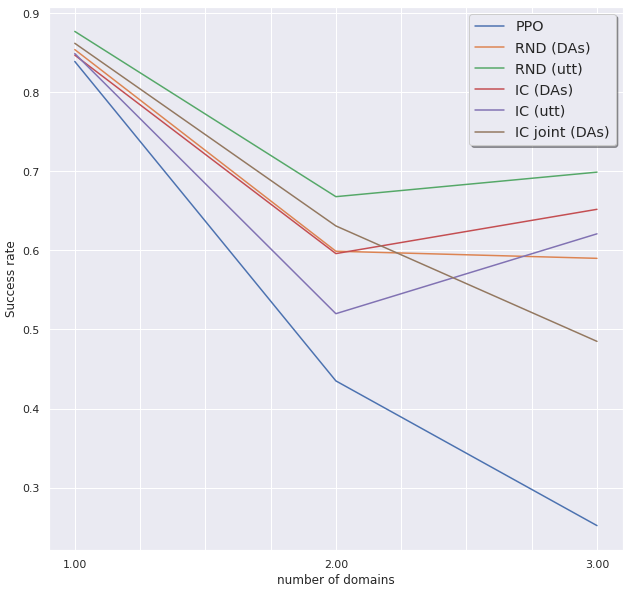 0.9
0.8
0.7
0.6
0.5
0.4
0.3
Success rate
PPO
RND (DAs)
RND (utt)
IC (DAs)
IC (utt)
IC joint (DAs)
1.00
2.00
3.00
number of domains